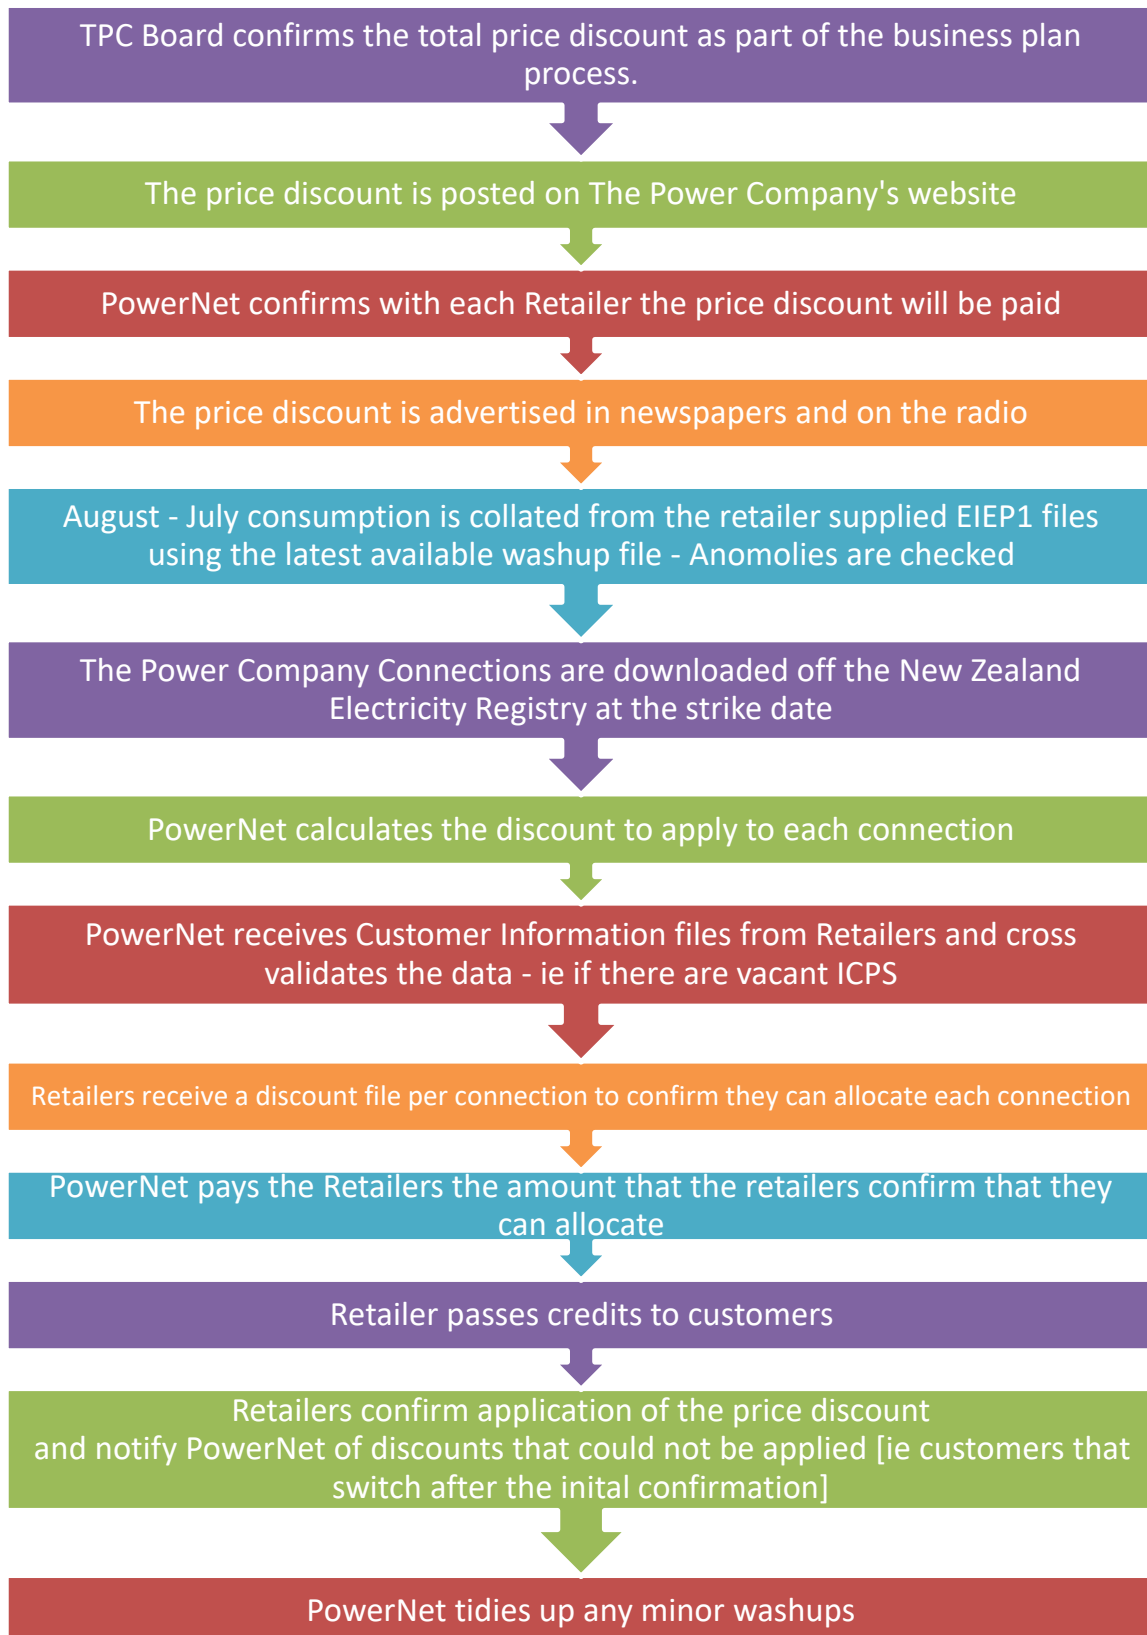 TPC Board confirms the total price discount as part of the business plan
process.
The price discount is posted on The Power Company's website
PowerNet confirms with each Retailer the price discount will be paid
The price discount is advertised in newspapers and on the radio
August - July consumption is collated from the retailer supplied EIEP1 files
using the latest available washup file - Anomolies are checked
The Power Company Connections are downloaded off the New Zealand
Electricity Registry at the strike date
PowerNet calculates the discount to apply to each connection
PowerNet receives Customer Information files from Retailers and cross
validates the data - ie if there are vacant ICPS
Retailers receive a discount file per connection to confirm they can allocate each connection
PowerNet pays the Retailers the amount that the retailers confirm that they
can allocate
Retailer passes credits to customers
Retailers confirm application of the price discount
and notify PowerNet of discounts that could not be applied [ie customers that
switch after the inital confirmation]
PowerNet tidies up any minor washups